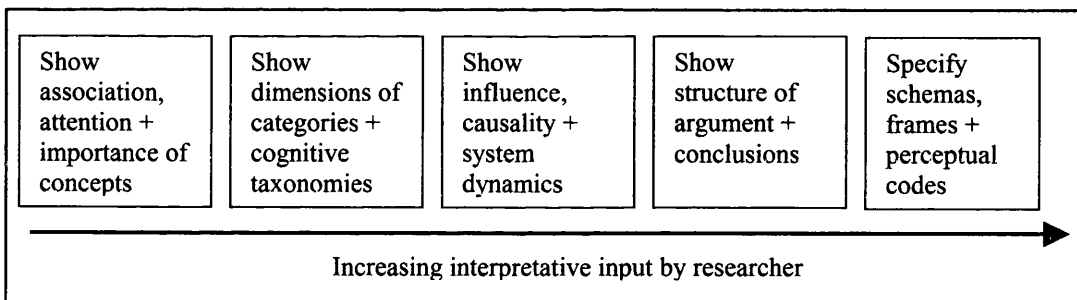 Show
association,
attention +
importance of
concepts
Show
dimensions of
categories +
cognitive
taxonomies
Show
influence,
causality +
system
dynamics
Show
structure of
argument +
conclusions
Specify
schemas,
frames +
perceptual
codes
Increasing interpretative input by researcher